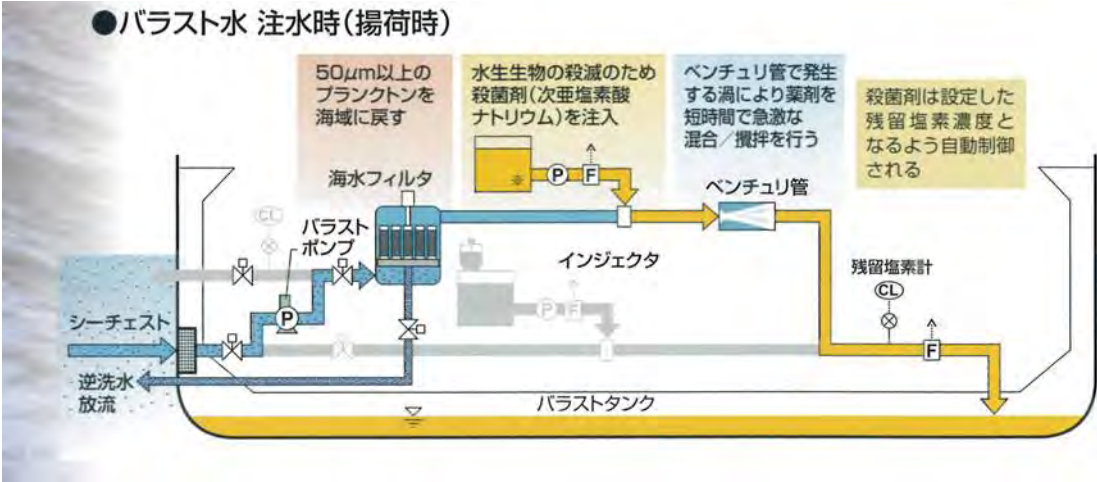 ●バラスト水 注水時（揚荷時）
50μm以上の
プランクトンを
海域に戻す
水生生物の殺滅のため
殺菌剤（次亜塩素酸
ナトリウム）を注入
ベンチュリ管で発生
する渦により薬剤を
短時間で急激な
混合／攪拌を行う
殺菌剤は設定した
残留塩素濃度と
なるよう自動制御
される
海水フィルタ
※
P
F
ベンチュリ管
CL
バラスト
ポンプ
P
インジェクタ
残留塩素計
CL
P
F
シーチェスト
F
逆洗水
放流
バラストタンク